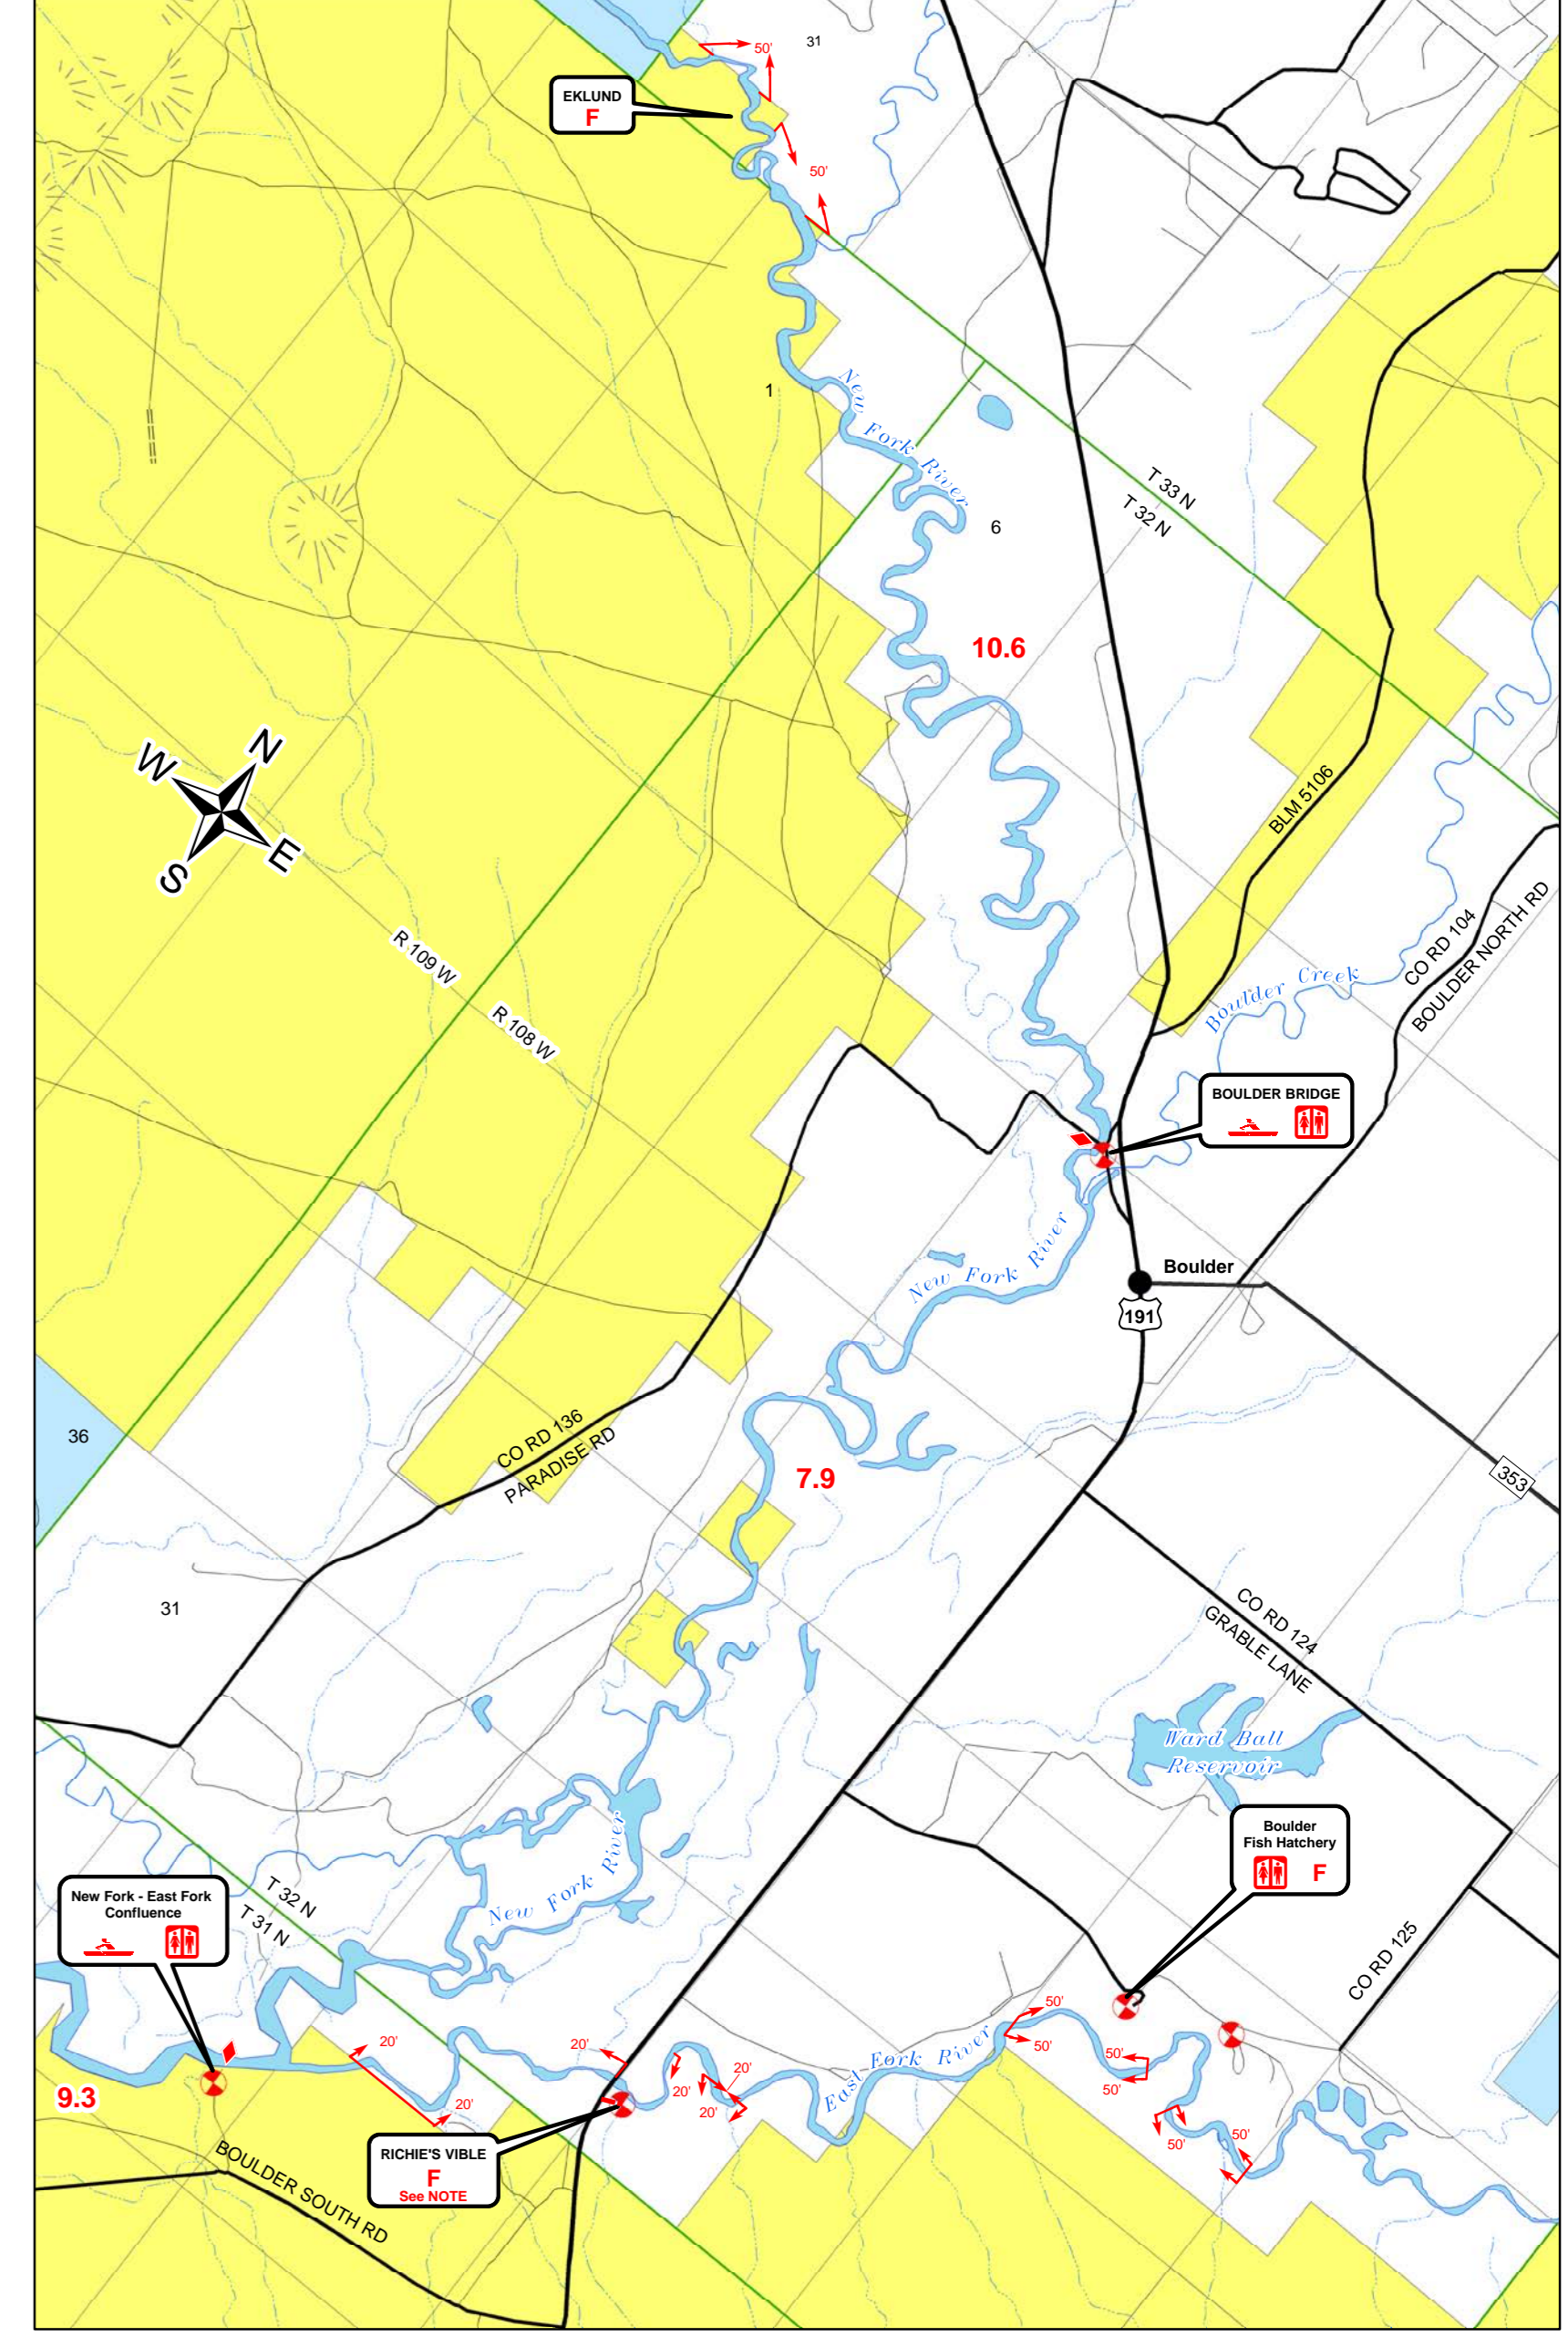 31
50'
EKLUND
F
50'
1
New Fork River
T 33 N
T 32 N
6
10.6
N
W
E
S
BLM 5106
R 109 W
R 108 W
CO RD 104
BOULDER NORTH RD
Boulder Creek
BOULDER BRIDGE
New Fork River
Boulder
191
36
CO RD 136
PARADISE RD
7.9
353
31
CO RD 124
GRABLE LANE
Ward Ball
Reservoir
Boulder
Fish Hatchery
F
New Fork River
New Fork - East Fork
Confluence
T 32 N
T 31 N
CO RD 125
50'
50'
20'
20'
East Fork River
50'
50'
20'
20'
20'
20'
9.3
50'
50'
RICHIE'S VIBLE
F
See NOTE
BOULDER SOUTH RD